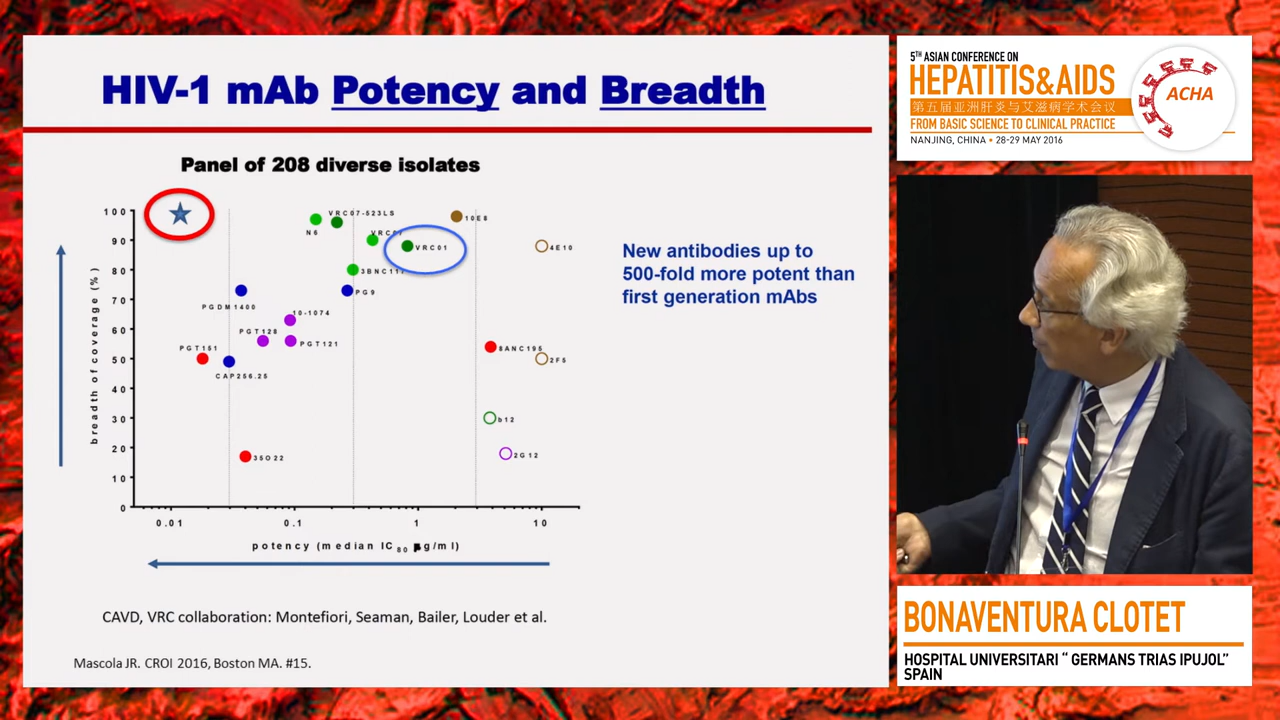 HIV-1 mAb Potency and Breadth
Panel of 208 diverse isolates
breadth of coverage (%)
100
90
80
70
60
50
40
30
20
10
0
0.01
0.1
1
10
potency (median IC80 µg/ml)
N6
VRC07-523LS
10E8
4E10
VRC01
PG9
PGDM1400
10-1074
PGT128
PGT121
PGT151
CAP256.25
8ANC195
2F5
b12
2G12
35O22
New antibodies up to
500-fold more potent than
first generation mAbs
CAVD, VRC collaboration: Montefiori, Seaman, Bailer, Louder et al.
Mascola JR. CROI 2016, Boston MA. #15.
5TH ASIAN CONFERENCE ON
HEPATITIS&AIDS
第五届亚洲肝炎与艾滋病学术会议
FROM BASIC SCIENCE TO CLINICAL PRACTICE
NANJING, CHINA • 28-29 MAY 2016
ACHA
BONAVENTURA CLOTET
HOSPITAL UNIVERSITARI “ GERMANS TRIAS IPUJOL”
SPAIN